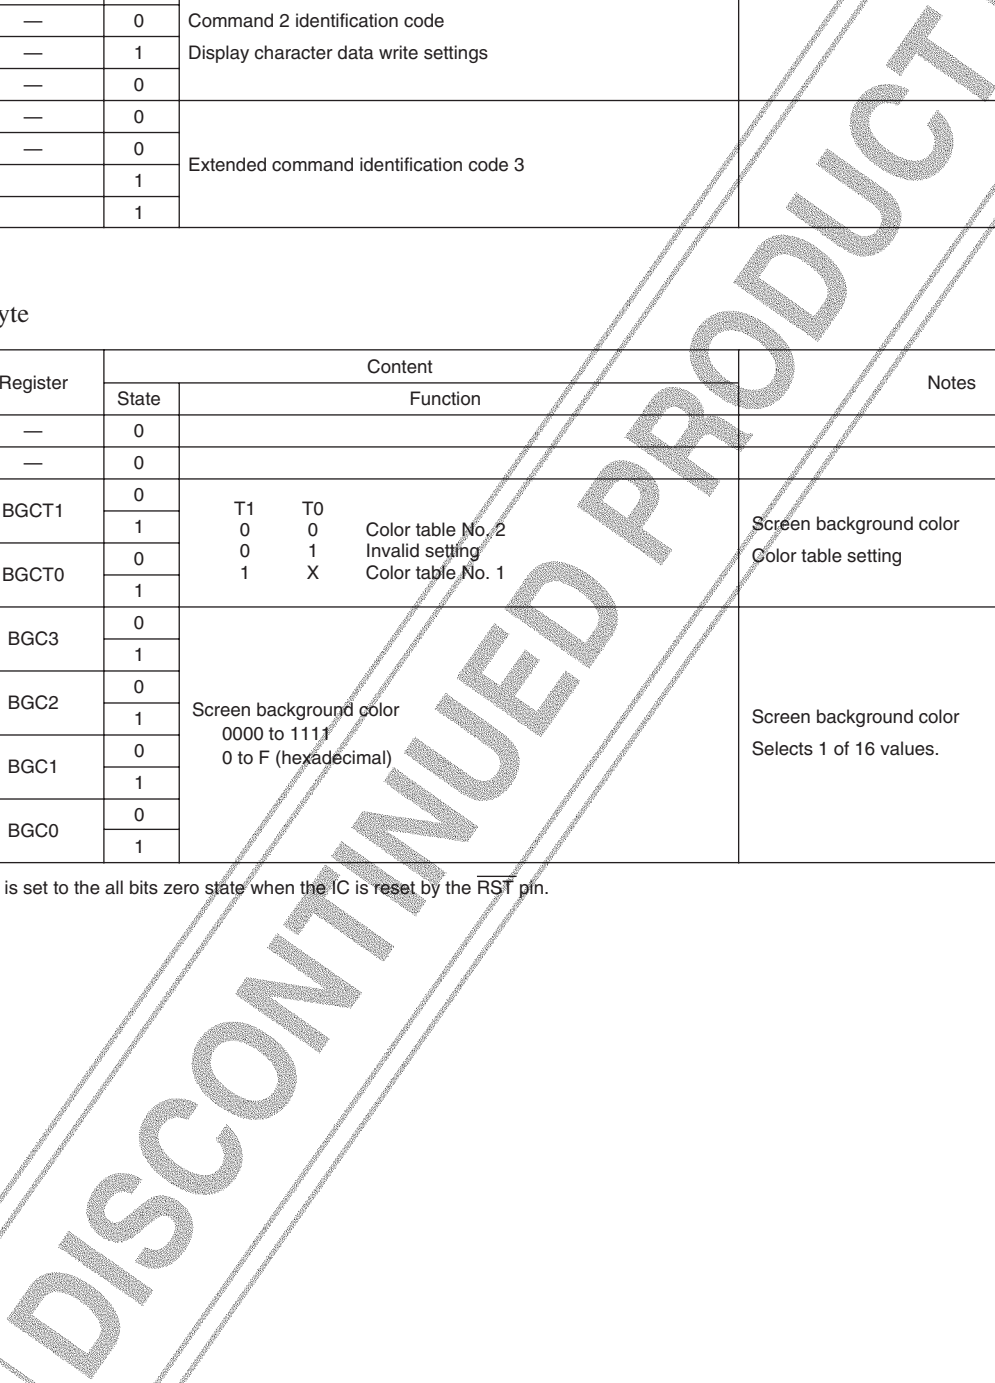 — 0 Command 2 identification code
— 1 Display character data write settings
— 0
— 0
— 0
Extended command identification code 3
1
1
yte
Register Content Notes
State Function
— 0
— 0
BGCT1 0
1
BGCT0 0
1
T1 T0
0 0 Color table No. 2
0 1 Invalid setting
1 X Color table No. 1
Screen background color
Color table setting
BGC3 0
1
BGC2 0
1
BGC1 0
1
BGC0 0
1
Screen background color
0000 to 1111
0 to F (hexadecimal)
Screen background color
Selects 1 of 16 values.
is set to the all bits zero state when the IC is reset by the RST pin.
DISCONTINUED PRODUCT